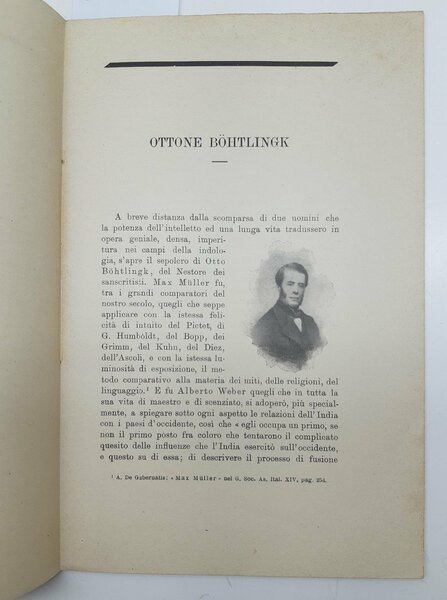 OTTONE BÖHTLINGK
A breve distanza dalla scomparsa di due uomini che
la potenza dell'intelletto ed una lunga vita tradussero in
opera geniale, densa, imperi-
tura nei campi della indolo-
gia, s'apre il sepolcro di Otto
Böhtlingk, del Nestore dei
sanscritisti. Max Müller fu,
tra i grandi comparatori del
nostro secolo, quegli che seppe
applicare con la istessa feli-
cità di intuito del Pictet, di
G. Humboldt, del Bopp, dei
Grimm, del Kuhn, del Diez,
dell'Ascoli, e con la istessa lu-
minosità di esposizione, il me-
todo comparativo alla materia dei miti, delle religioni, del
linguaggio.¹ E fu Alberto Weber quegli che in tutta la
sua vita di maestro e di scenziato, si adoperò, più special-
mente, a spiegare sotto ogni aspetto le relazioni dell'India
con i paesi d'occidente, così che « egli occupa un primo, se
non il primo posto fra coloro che tentarono il complicato
quesito delle influenze che l'India esercitò sull'occidente,
e questo su di essa; di descrivere il processo di fusione
¹ A. De Gubernatis: « Max Müller » nel G. Soc. As. Ital. XIV, pag. 254.